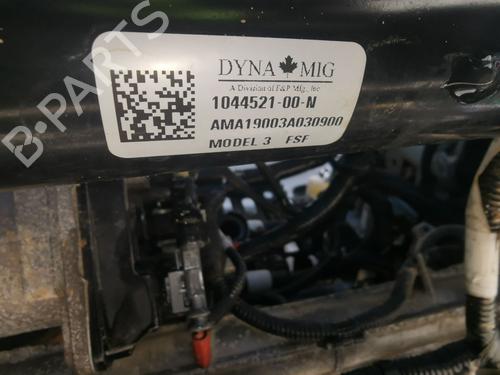 DYNA MIG
A Division of F&P Mfg., Inc
1044521-00-N
AMA19003A030900
MODEL 3 FSF
B-PARTS